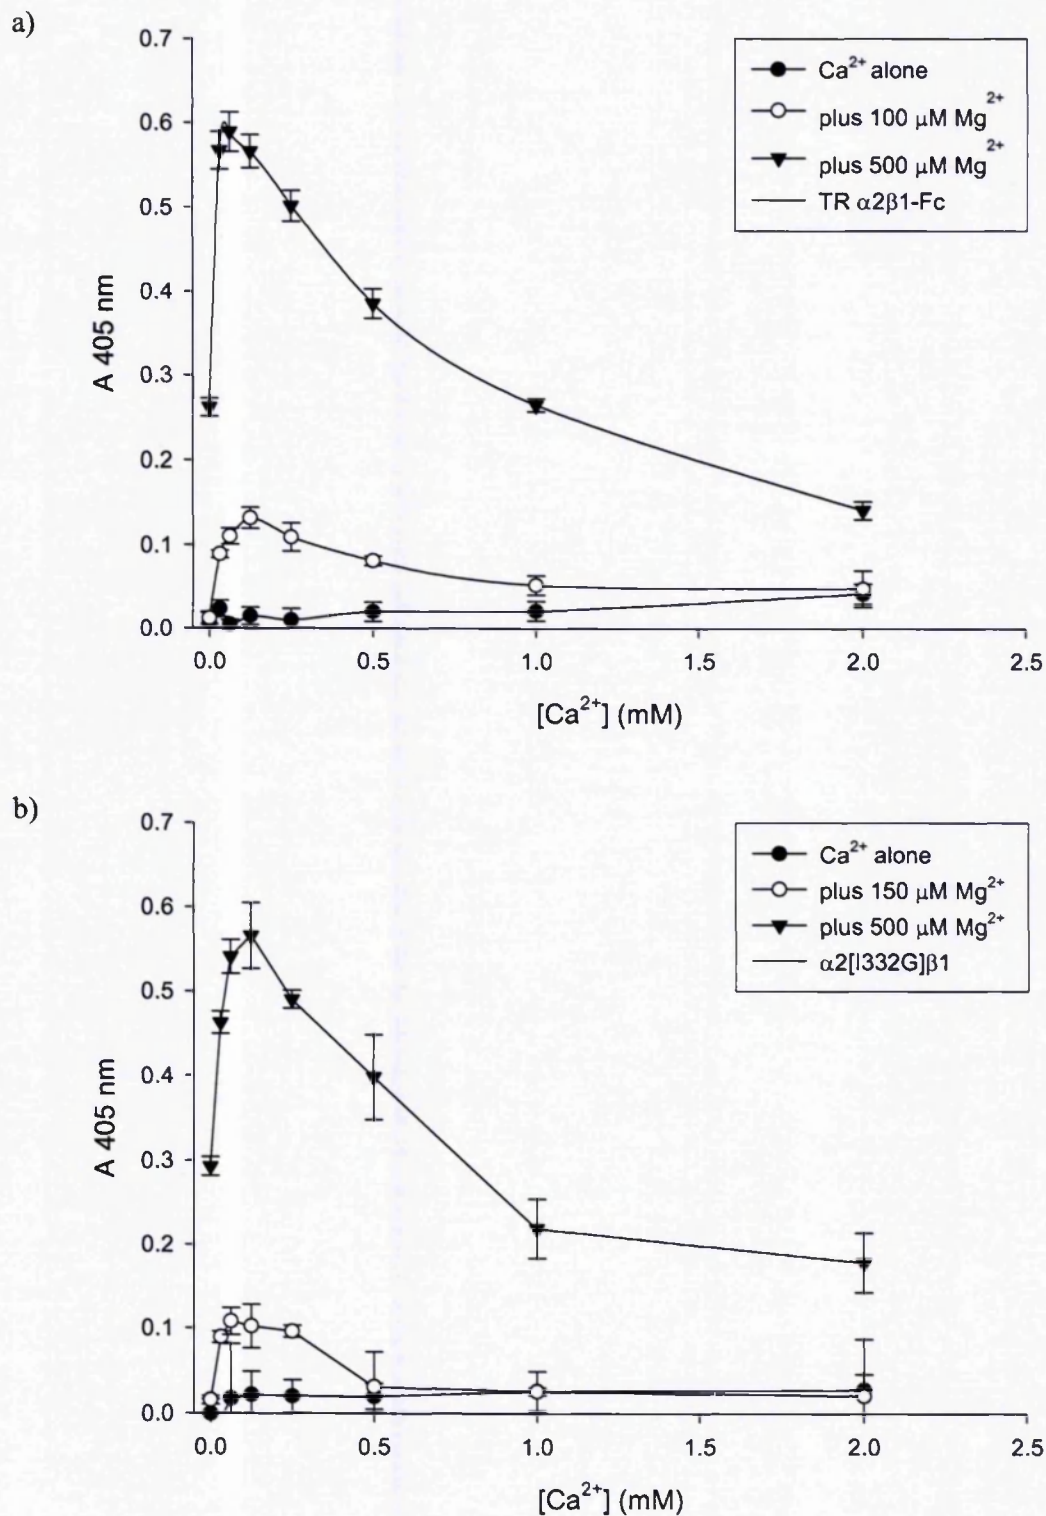 a)
0.7
0.6
0.5
0.4
0.3
0.2
0.1
0.0
A 405 nm
Ca²⁺ alone
plus 100 μM Mg²⁺
plus 500 μM Mg²⁺
TR α2β1-Fc
0.0 0.5 1.0 1.5 2.0 2.5
[Ca²⁺] (mM)
b)
0.7
0.6
0.5
0.4
0.3
0.2
0.1
0.0
A 405 nm
Ca²⁺ alone
plus 150 μM Mg²⁺
plus 500 μM Mg²⁺
α2[I332G]β1
0.0 0.5 1.0 1.5 2.0 2.5
[Ca²⁺] (mM)